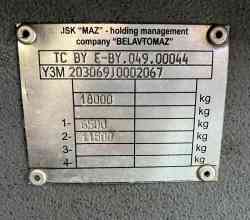 JSK "MAZ" - holding management
company "BELAVTOMAZ"
TC BY E-BY.049.00044
Y3M 203069J0002067
kg
18000 kg
1- 6500 kg
2- 11500 kg
3- kg
4- kg